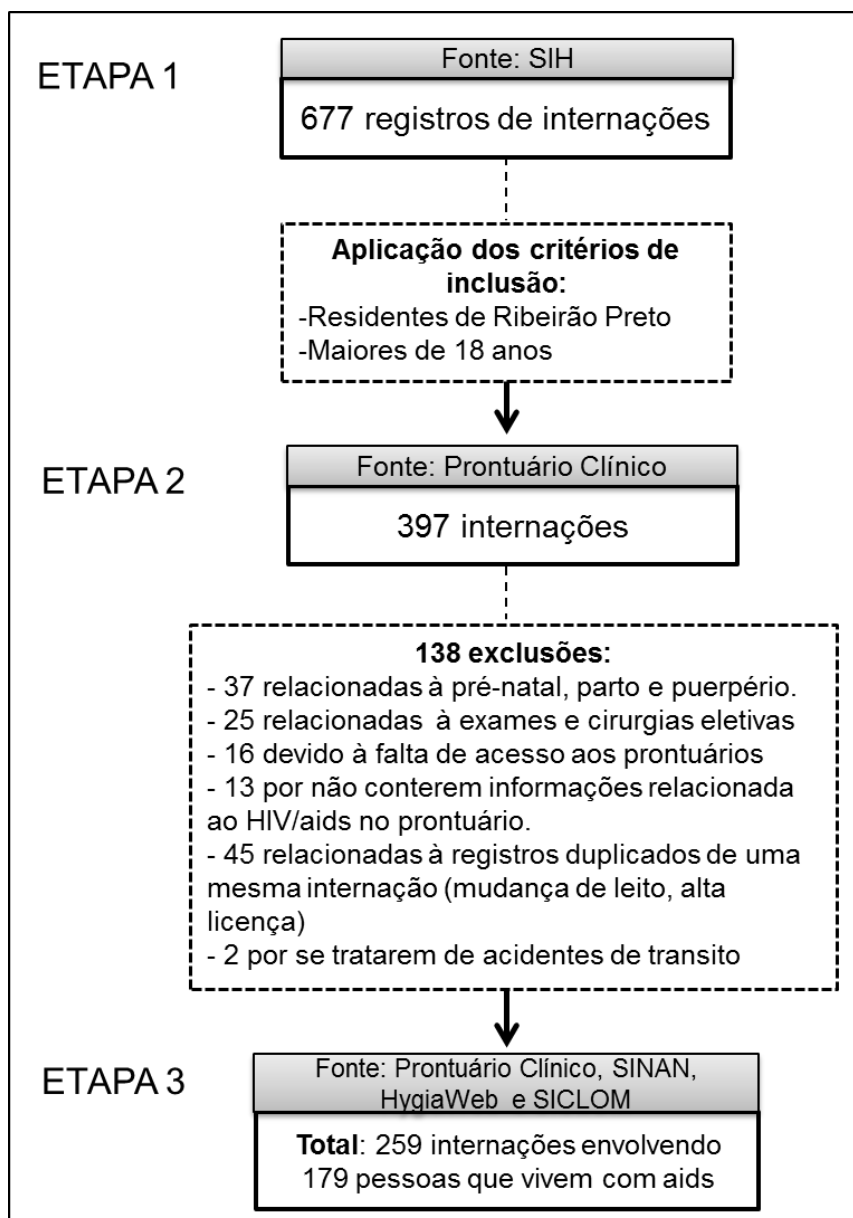 ETAPA 1
Fonte: SIH
677 registros de internações
Aplicação dos critérios de
inclusão:
-Residentes de Ribeirão Preto
-Maiores de 18 anos
ETAPA 2
Fonte: Prontuário Clínico
397 internações
138 exclusões:
- 37 relacionadas à pré-natal, parto e puerpério.
- 25 relacionadas à exames e cirurgias eletivas
- 16 devido à falta de acesso aos prontuários
- 13 por não conterem informações relacionada
ao HIV/aids no prontuário.
- 45 relacionadas à registros duplicados de uma
mesma internação (mudança de leito, alta
licença)
- 2 por se tratarem de acidentes de transito
ETAPA 3
Fonte: Prontuário Clínico, SINAN,
HygiaWeb e SICLOM
Total: 259 internações envolvendo
179 pessoas que vivem com aids